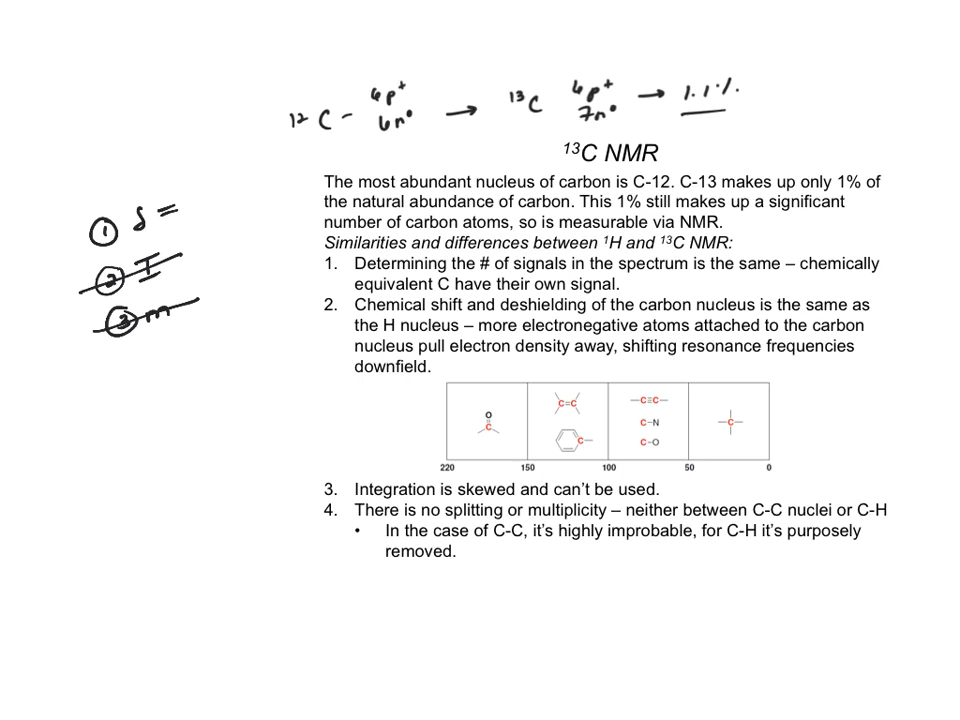 6p⁺ 6p⁺
¹²C – 6n⁰ → ¹³C 7n⁰ → 1.1%
¹³C NMR
The most abundant nucleus of carbon is C-12. C-13 makes up only 1% of
the natural abundance of carbon. This 1% still makes up a significant
number of carbon atoms, so is measurable via NMR.
Similarities and differences between ¹H and ¹³C NMR:
1. Determining the # of signals in the spectrum is the same – chemically
equivalent C have their own signal.
2. Chemical shift and deshielding of the carbon nucleus is the same as
the H nucleus – more electronegative atoms attached to the carbon
nucleus pull electron density away, shifting resonance frequencies
downfield.
① δ =
② I
③ m
O
C
C=C
C–
–C≡C–
C–N
C–O
–C–
220 150 100 50 0
3. Integration is skewed and can’t be used.
4. There is no splitting or multiplicity – neither between C-C nuclei or C-H
• In the case of C-C, it’s highly improbable, for C-H it’s purposely
removed.